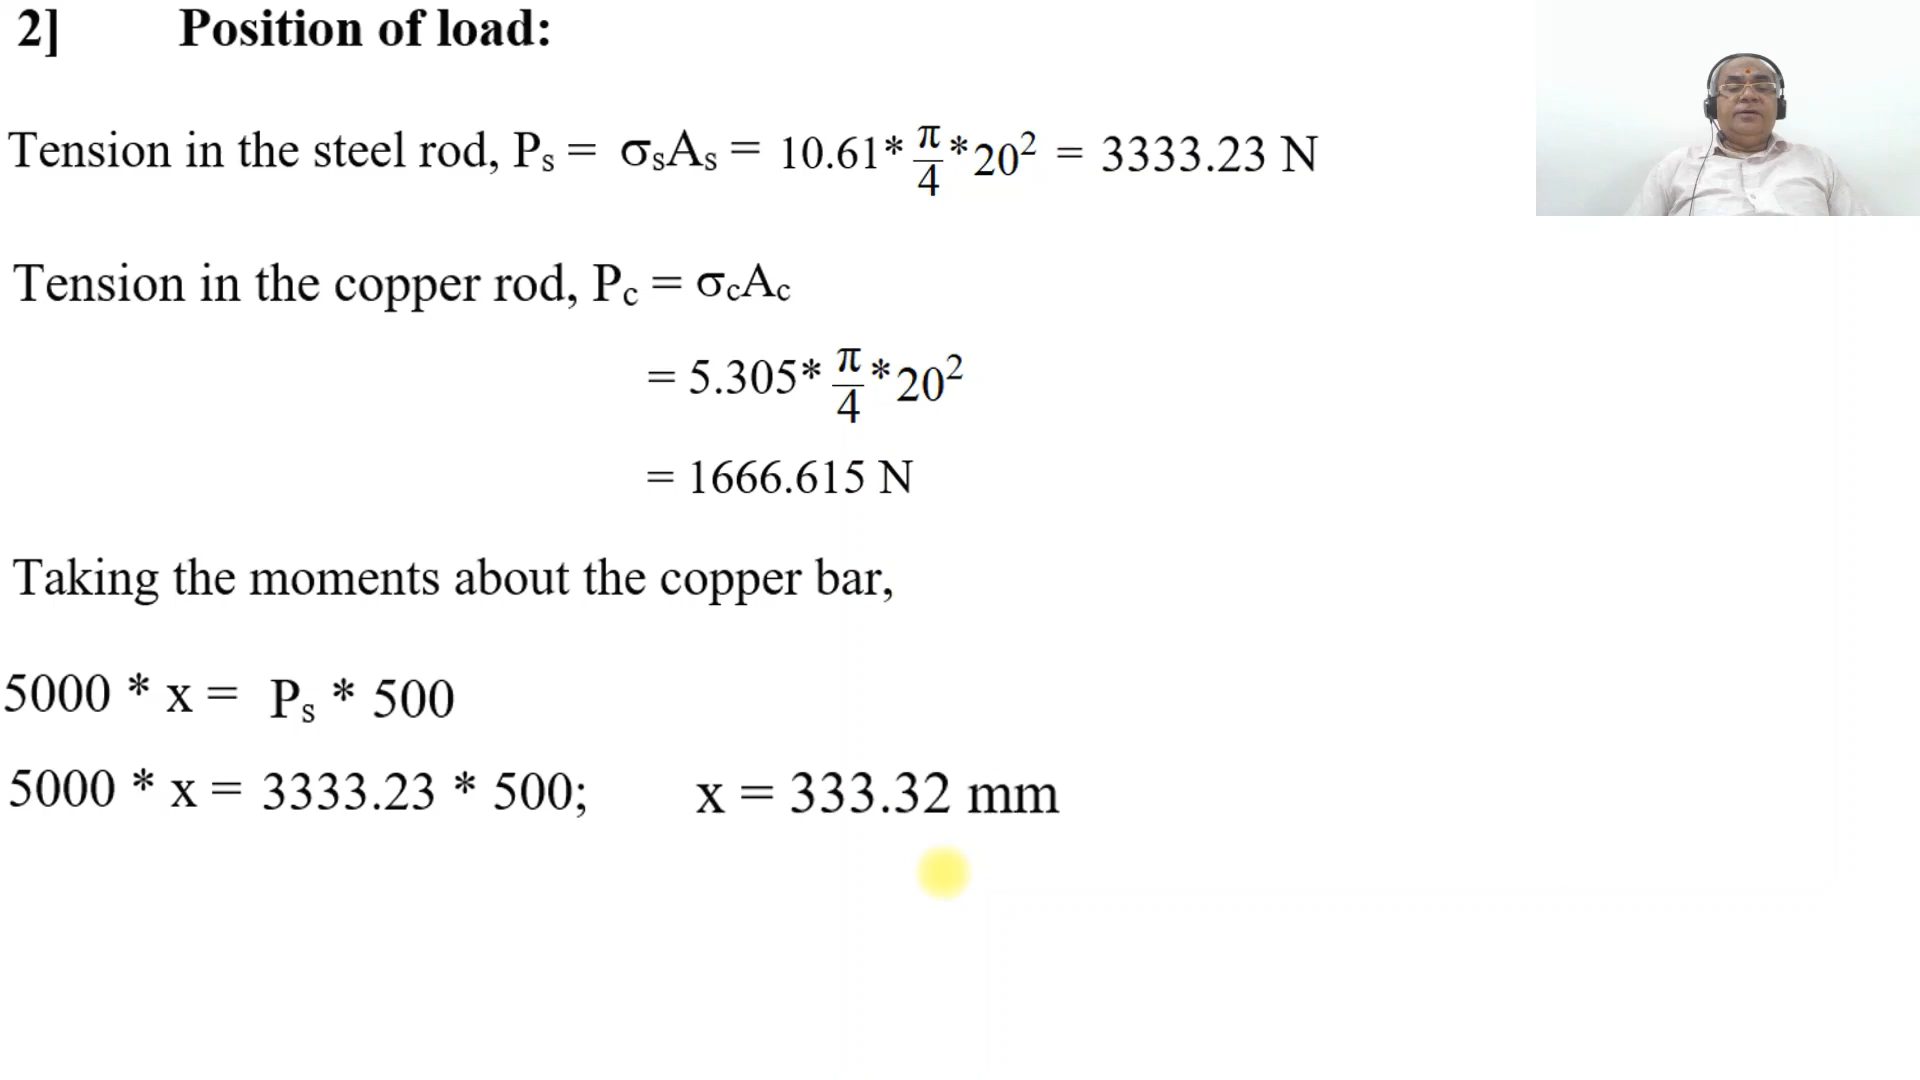 2] Position of load:
Tension in the steel rod, Pₛ = σₛAₛ = 10.61* π/4 *20² = 3333.23 N
Tension in the copper rod, P_c = σ_cA_c
= 5.305* π/4 *20²
= 1666.615 N
Taking the moments about the copper bar,
5000 * x = Pₛ * 500
5000 * x = 3333.23 * 500; x = 333.32 mm